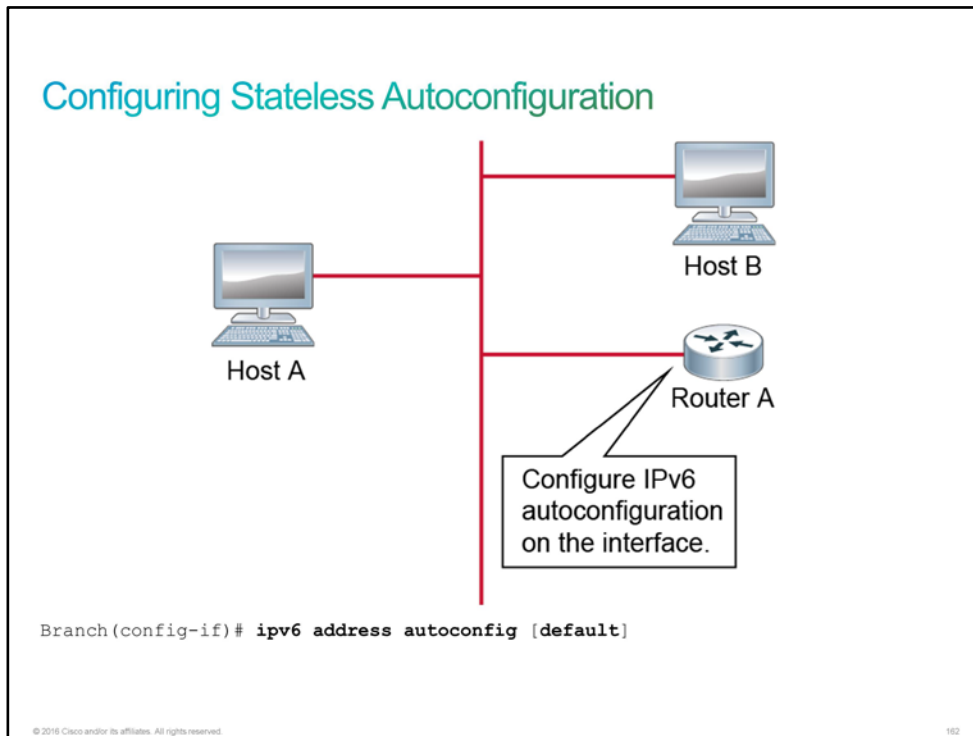 Configuring Stateless Autoconfiguration
Host B
Host A
Router A
Configure IPv6
autoconfiguration
on the interface.
Branch(config-if)# ipv6 address autoconfig [default]
© 2016 Cisco and/or its affiliates. All rights reserved.
162